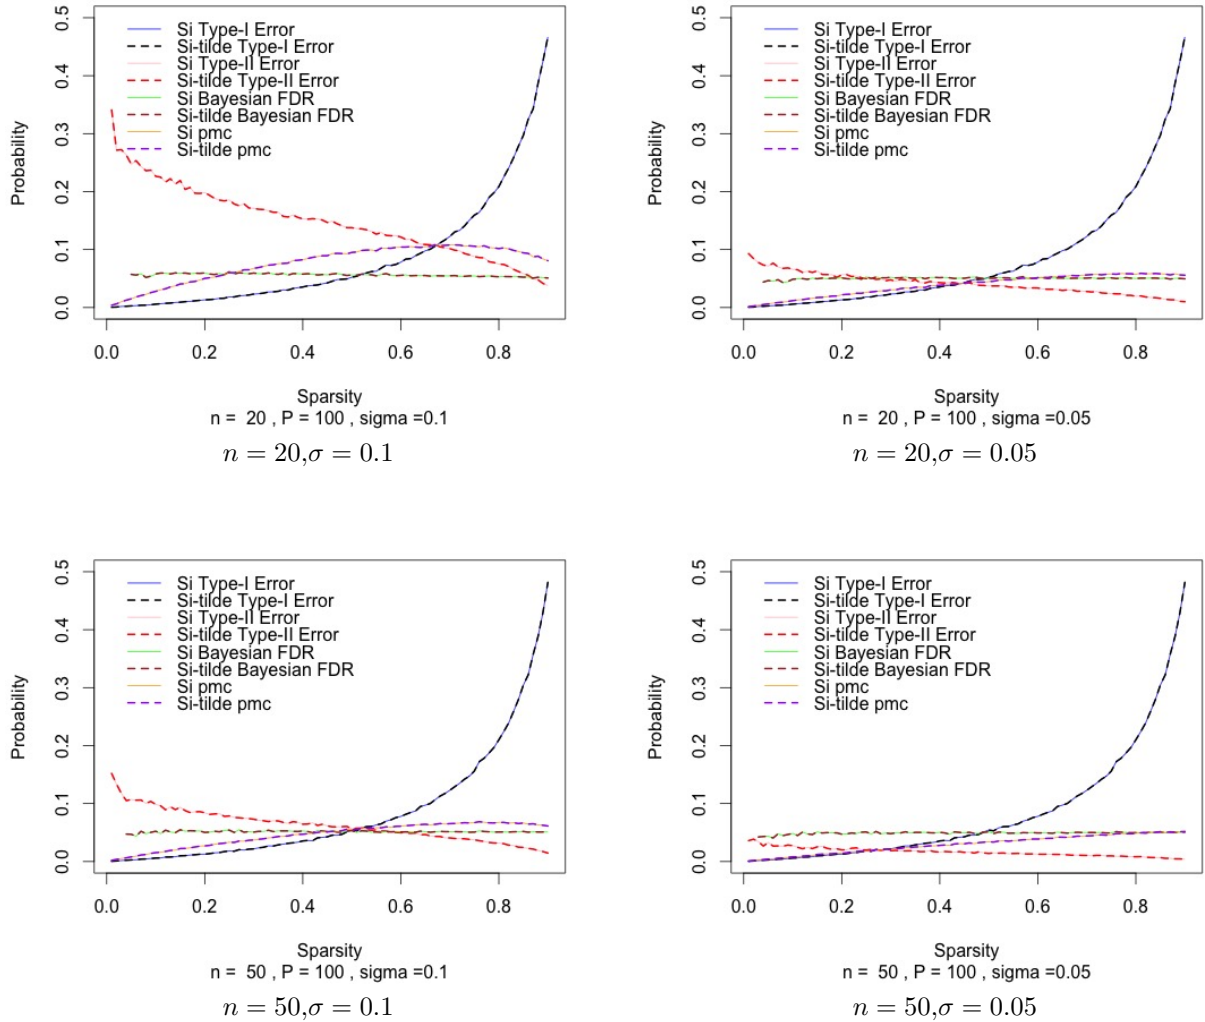 Si Type-I Error
Si-tilde Type-I Error
Si Type-II Error
Si-tilde Type-II Error
Si Bayesian FDR
Si-tilde Bayesian FDR
Si pmc
Si-tilde pmc
Probability
0.0 0.1 0.2 0.3 0.4 0.5
0.0 0.2 0.4 0.6 0.8
Sparsity
n = 20 , P = 100 , sigma =0.1
n = 20,σ = 0.1
Si Type-I Error
Si-tilde Type-I Error
Si Type-II Error
Si-tilde Type-II Error
Si Bayesian FDR
Si-tilde Bayesian FDR
Si pmc
Si-tilde pmc
Probability
0.0 0.1 0.2 0.3 0.4 0.5
0.0 0.2 0.4 0.6 0.8
Sparsity
n = 20 , P = 100 , sigma =0.05
n = 20,σ = 0.05
Si Type-I Error
Si-tilde Type-I Error
Si Type-II Error
Si-tilde Type-II Error
Si Bayesian FDR
Si-tilde Bayesian FDR
Si pmc
Si-tilde pmc
Probability
0.0 0.1 0.2 0.3 0.4 0.5
0.0 0.2 0.4 0.6 0.8
Sparsity
n = 50 , P = 100 , sigma =0.1
n = 50,σ = 0.1
Si Type-I Error
Si-tilde Type-I Error
Si Type-II Error
Si-tilde Type-II Error
Si Bayesian FDR
Si-tilde Bayesian FDR
Si pmc
Si-tilde pmc
Probability
0.0 0.1 0.2 0.3 0.4 0.5
0.0 0.2 0.4 0.6 0.8
Sparsity
n = 50 , P = 100 , sigma =0.05
n = 50,σ = 0.05